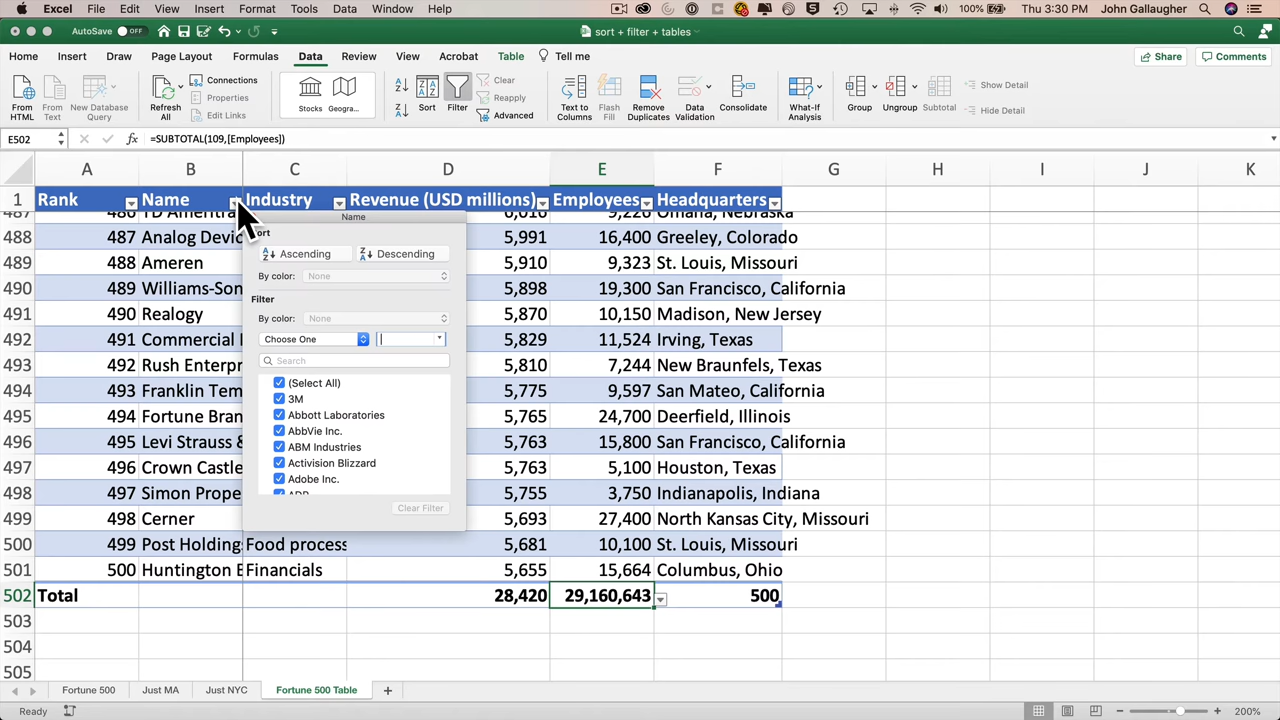 Excel File Edit View Insert Format Tools Data Window Help 100% Thu 3:30 PM John Gallaugher
AutoSave OFF sort + filter + tables
Home Insert Draw Page Layout Formulas Data Review View Acrobat Table Tell me Share Comments
From HTML From Text New Database Query Refresh All Connections Properties Edit Links Stocks Geogra... Sort Filter Clear Reapply Advanced Text to Columns Flash Fill Remove Duplicates Data Validation Consolidate What-If Analysis Group Ungroup Subtotal Show Detail Hide Detail
E502 fx =SUBTOTAL(109,[Employees])
A B C D E F G H I J K
1 Rank Name Industry Revenue (USD millions) Employees Headquarters
487 486 TD Ameritra 6,016 9,226 Omaha, Nebraska
488 487 Analog Devic 5,991 16,400 Greeley, Colorado
489 488 Ameren 5,910 9,323 St. Louis, Missouri
490 489 Williams-Son 5,898 19,300 San Francisco, California
491 490 Realogy 5,870 10,150 Madison, New Jersey
492 491 Commercial 5,829 11,524 Irving, Texas
493 492 Rush Enterpr 5,810 7,244 New Braunfels, Texas
494 493 Franklin Tem 5,775 9,597 San Mateo, California
495 494 Fortune Bran 5,765 24,700 Deerfield, Illinois
496 495 Levi Strauss & 5,763 15,800 San Francisco, California
497 496 Crown Castle 5,763 5,100 Houston, Texas
498 497 Simon Prope 5,755 3,750 Indianapolis, Indiana
499 498 Cerner 5,693 27,400 North Kansas City, Missouri
500 499 Post Holdings Food process 5,681 10,100 St. Louis, Missouri
501 500 Huntington B Financials 5,655 15,664 Columbus, Ohio
502 Total 28,420 29,160,643 500
503
504
505
Name
Sort
Ascending Descending
By color: None
Filter
By color: None
Choose One
Search
(Select All)
3M
Abbott Laboratories
AbbVie Inc.
ABM Industries
Activision Blizzard
Adobe Inc.
ADP
Clear Filter
Fortune 500 Just MA Just NYC Fortune 500 Table +
Ready 200%